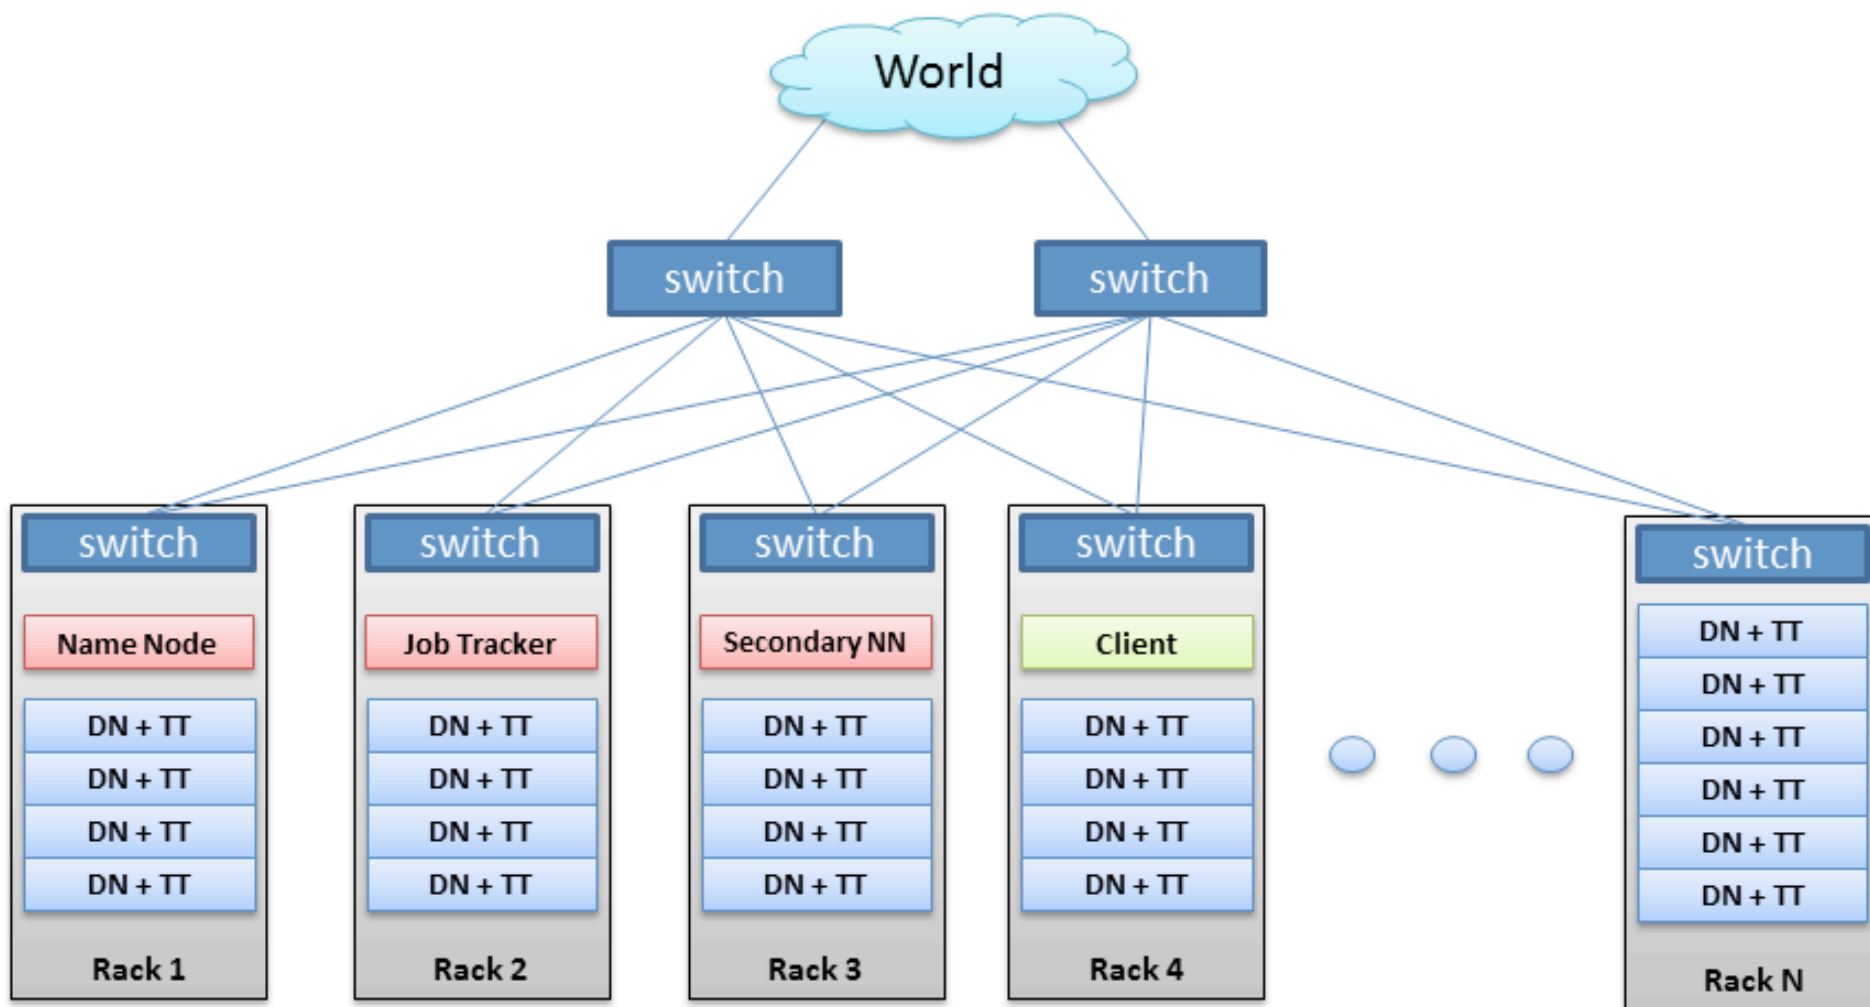 World
switch
switch
switch
Name Node
DN + TT
DN + TT
DN + TT
DN + TT
Rack 1
switch
Job Tracker
DN + TT
DN + TT
DN + TT
DN + TT
Rack 2
switch
Secondary NN
DN + TT
DN + TT
DN + TT
DN + TT
Rack 3
switch
Client
DN + TT
DN + TT
DN + TT
DN + TT
Rack 4
switch
DN + TT
DN + TT
DN + TT
DN + TT
DN + TT
DN + TT
Rack N